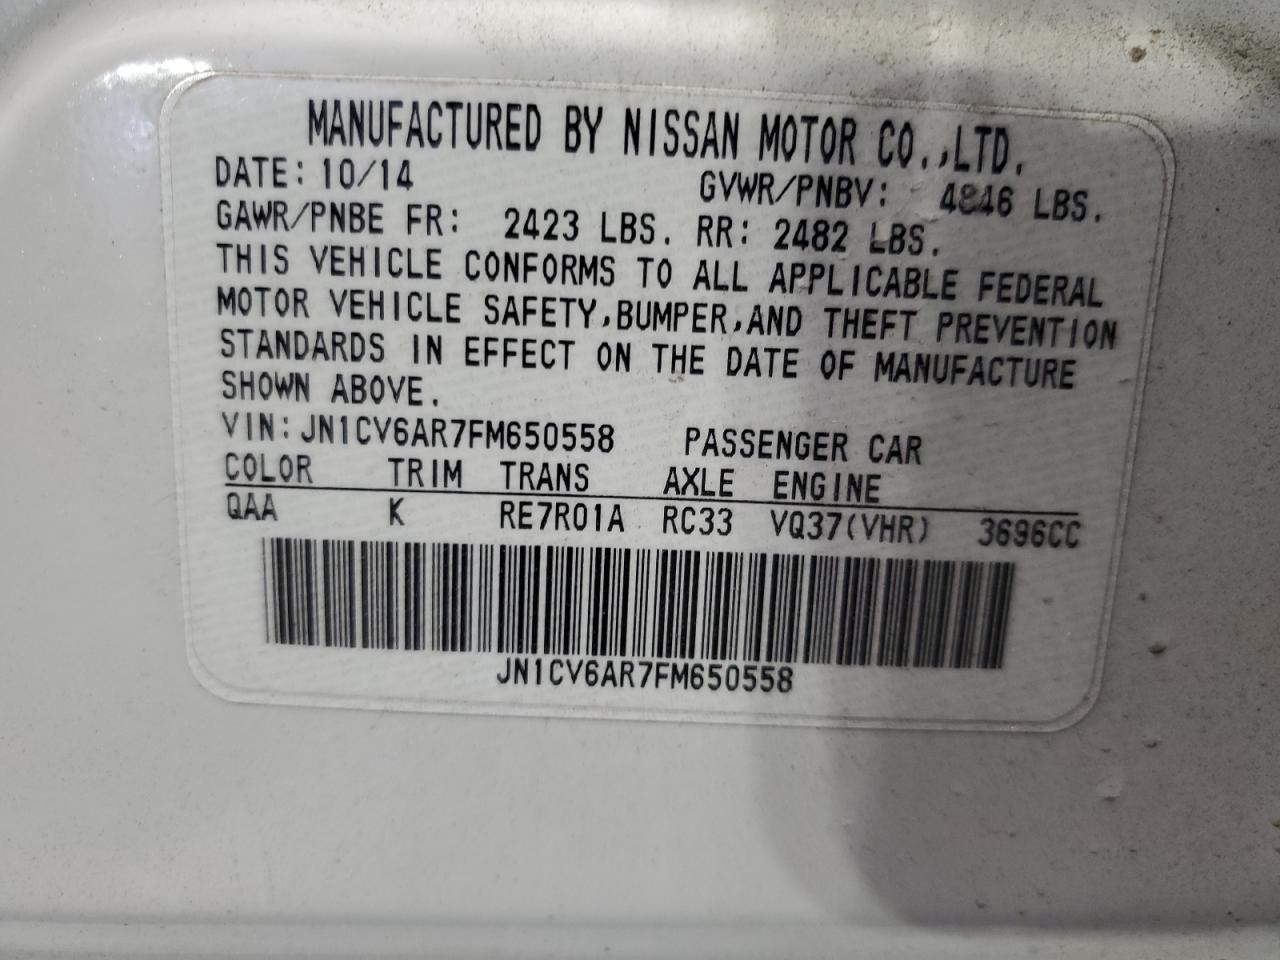 MANUFACTURED BY NISSAN MOTOR CO.,LTD.
DATE: 10/14 GVWR/PNBV: 4846 LBS.
GAWR/PNBE FR: 2423 LBS. RR: 2482 LBS.
THIS VEHICLE CONFORMS TO ALL APPLICABLE FEDERAL
MOTOR VEHICLE SAFETY,BUMPER,AND THEFT PREVENTION
STANDARDS IN EFFECT ON THE DATE OF MANUFACTURE
SHOWN ABOVE.
VIN: JN1CV6AR7FM650558 PASSENGER CAR
COLOR TRIM TRANS AXLE ENGINE
QAA K RE7R01A RC33 VQ37(VHR) 3696CC
JN1CV6AR7FM650558